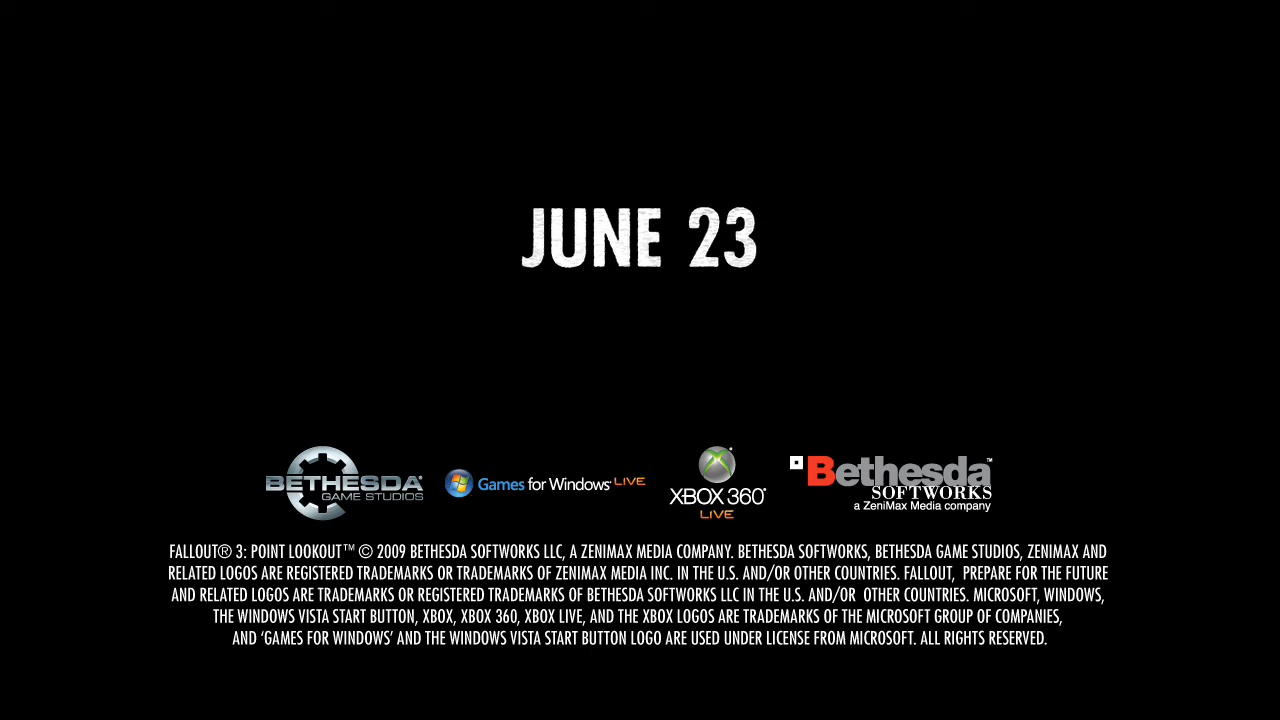 JUNE 23
BETHESDA®
GAME STUDIOS
Games for Windows® LIVE
XBOX 360®
LIVE
Bethesda™
SOFTWORKS
a ZeniMax Media company
FALLOUT® 3: POINT LOOKOUT™ © 2009 BETHESDA SOFTWORKS LLC, A ZENIMAX MEDIA COMPANY. BETHESDA SOFTWORKS, BETHESDA GAME STUDIOS, ZENIMAX AND
RELATED LOGOS ARE REGISTERED TRADEMARKS OR TRADEMARKS OF ZENIMAX MEDIA INC. IN THE U.S. AND/OR OTHER COUNTRIES. FALLOUT, PREPARE FOR THE FUTURE
AND RELATED LOGOS ARE TRADEMARKS OR REGISTERED TRADEMARKS OF BETHESDA SOFTWORKS LLC IN THE U.S. AND/OR OTHER COUNTRIES. MICROSOFT, WINDOWS,
THE WINDOWS VISTA START BUTTON, XBOX, XBOX 360, XBOX LIVE, AND THE XBOX LOGOS ARE TRADEMARKS OF THE MICROSOFT GROUP OF COMPANIES,
AND ‘GAMES FOR WINDOWS’ AND THE WINDOWS VISTA START BUTTON LOGO ARE USED UNDER LICENSE FROM MICROSOFT. ALL RIGHTS RESERVED.